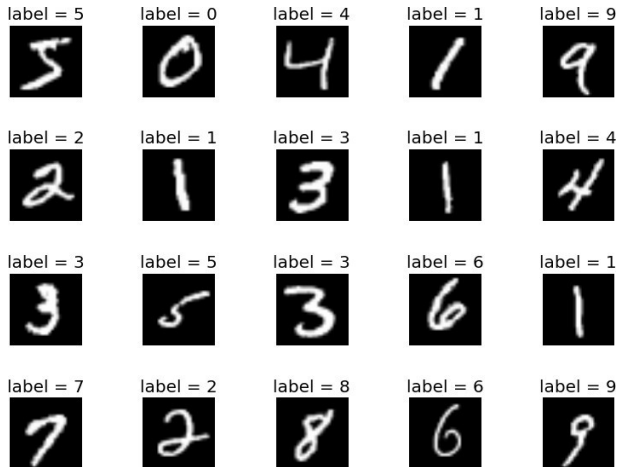 label = 5 label = 0 label = 4 label = 1 label = 9
5 0 4 1 9
label = 2 label = 1 label = 3 label = 1 label = 4
2 1 3 1 4
label = 3 label = 5 label = 3 label = 6 label = 1
3 5 3 6 1
label = 7 label = 2 label = 8 label = 6 label = 9
7 2 8 6 9